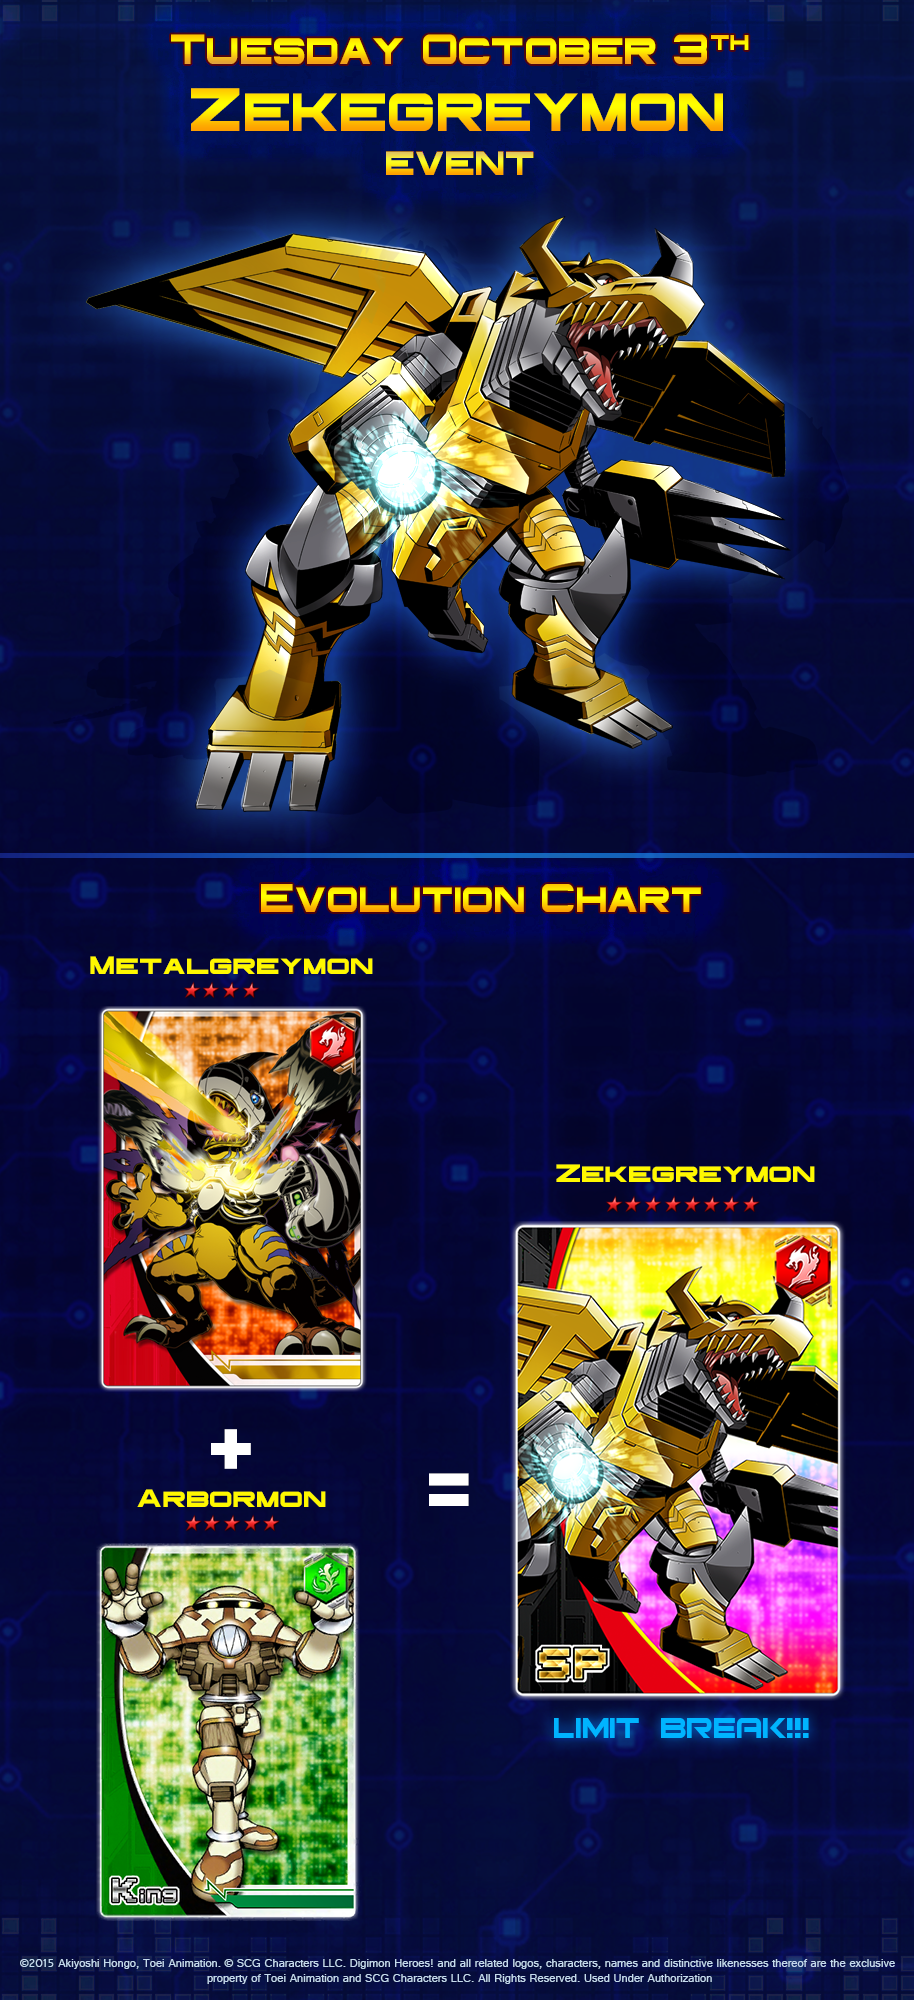 Tuesday October 3th
Zekegreymon
event
Evolution Chart
Metalgreymon
Zekegreymon
Arbormon
SP
LIMIT BREAK!!!
King
©2015 Akiyoshi Hongo, Toei Animation. © SCG Characters LLC. Digimon Heroes! and all related logos, characters, names and distinctive likenesses thereof are the exclusive
property of Toei Animation and SCG Characters LLC. All Rights Reserved. Used Under Authorization